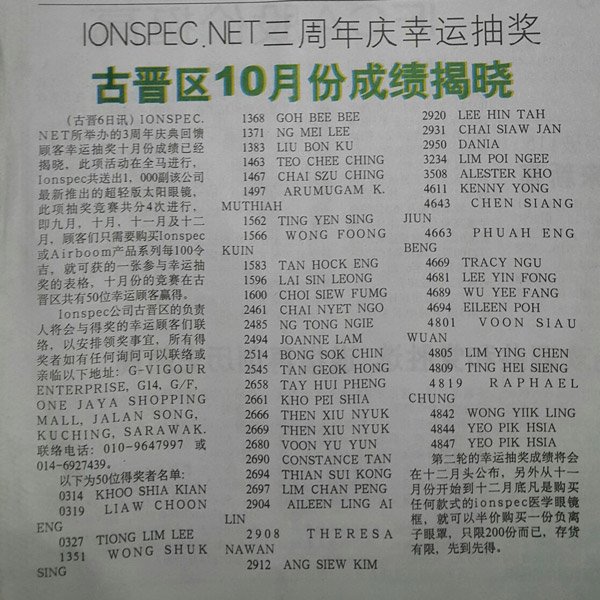 IONSPEC.NET三周年庆幸运抽奖
古晋区10月份成绩揭晓
(古晋6日讯) IONSPEC.
NET所举办的3周年庆典回馈
顾客幸运抽奖十月份成绩已经
揭晓，此项活动在全马进行，
Ionspec共送出1，000副该公司
最新推出的超轻版太阳眼镜，
此项抽奖竞赛共分4次进行，
即九月，十月，十一月及十二
月，顾客们只需要购买Ionspec
或Airboom产品系列每100令
吉，就可获的一张参与幸运抽
奖的表格，十月份的竞赛在古
晋区共有50位幸运顾客赢得。
Ionspec公司古晋区的负责
人将会与得奖的幸运顾客们联
络，以安排领奖事宜，所有得
奖者如有任何询问可以联络或
亲临以下地址：G-VIGOUR
ENTERPRISE, G14, G/F,
ONE JAYA SHOPPING
MALL, JALAN SONG,
KUCHING, SARAWAK.
联络电话：010-9647997 或
014-6927439。
以下为50位得奖者名单：
0314 KHOO SHIA KIAN
0319 LIAW CHOON
ENG
0327 TIONG LIM LEE
1351 WONG SHUK
SING
1368 GOH BEE BEE
1371 NG MEI LEE
1383 LIU BON KU
1463 TEO CHEE CHING
1467 CHAI SZU CHING
1497 ARUMUGAM K.
MUTHIAH
1562 TING YEN SING
1566 WONG FOONG
KUIN
1583 TAN HOCK ENG
1596 LAI SIN LEONG
1600 CHOI SIEW FUMG
2461 CHAI NYET NGO
2485 NG TONG NGIE
2494 JOANNE LAM
2514 BONG SOK CHIN
2545 TAN GEOK HONG
2658 TAY HUI PHENG
2661 KHO PEI SHIA
2666 THEN XIU NYUK
2669 THEN XIU NYUK
2680 VOON YU YUN
2690 CONSTANCE TAN
2694 THIAN SUI KONG
2697 LIM CHAN PENG
2904 AILEEN LING AI
LIN
2908 THERESA
NAWAN
2912 ANG SIEW KIM
2920 LEE HIN TAH
2931 CHAI SIAW JAN
2950 DANIA
3234 LIM POI NGEE
3508 ALESTER KHO
4611 KENNY YONG
4643 CHEN SIANG
JIUN
4663 PHUAH ENG
BENG
4669 TRACY NGU
4681 LEE YIN FONG
4689 WU YEE FANG
4694 EILEEN POH
4801 VOON SIAU
WUAN
4805 LIM YING CHEN
4809 TING HEI SIENG
4819 RAPHAEL
CHUNG
4842 WONG YIIK LING
4844 YEO PIK HSIA
4847 YEO PIK HSIA
第二轮的幸运抽奖成绩将会
在十二月头公布，另外从十一
月份开始到十二月底凡是购买
任何款式的ionspec医学眼镜
框，就可以半价购买一份负离
子眼罩，只限200份而已，存货
有限，先到先得。